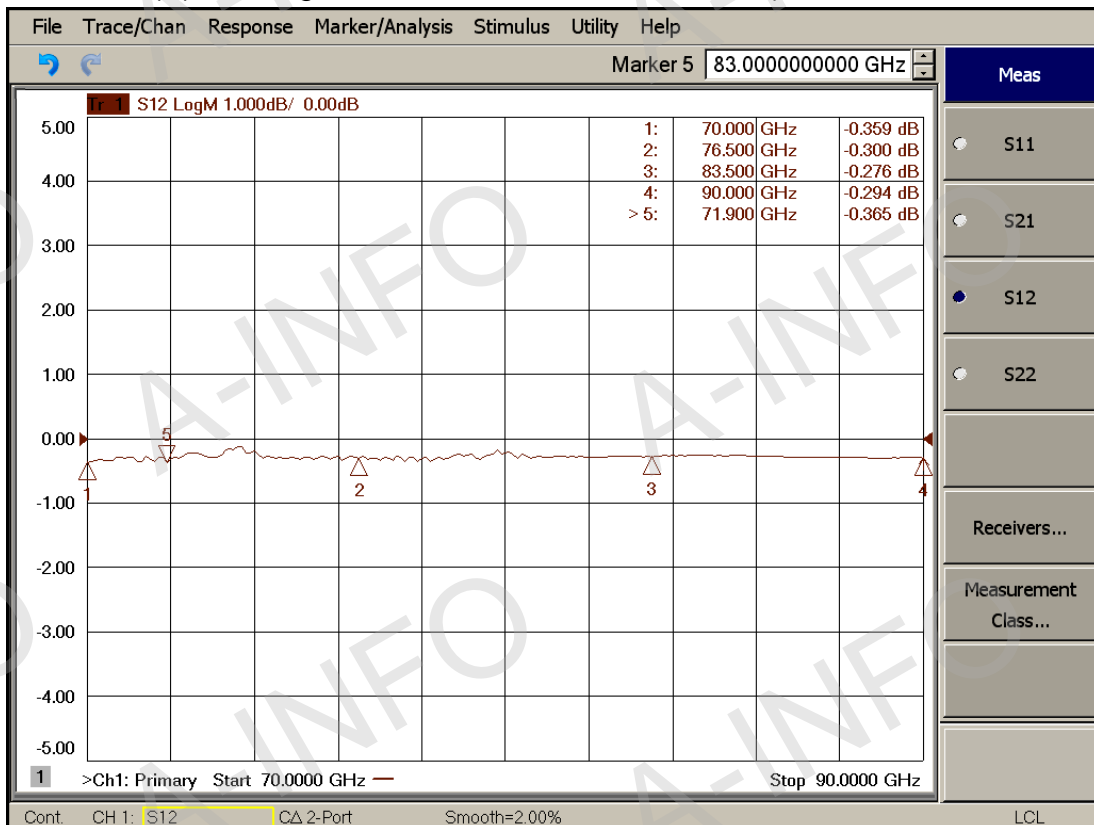 File Trace/Chan Response Marker/Analysis Stimulus Utility Help
Marker 5 83.0000000000 GHz
Meas
Tr 1 S12 LogM 1.000dB/ 0.00dB
5.00
4.00
3.00
2.00
1.00
0.00
-1.00
-2.00
-3.00
-4.00
-5.00
1: 70.000 GHz -0.359 dB
2: 76.500 GHz -0.300 dB
3: 83.500 GHz -0.276 dB
4: 90.000 GHz -0.294 dB
> 5: 71.900 GHz -0.365 dB
5
1
2
3
4
S11
S21
S12
S22
Receivers...
Measurement
Class...
1 >Ch1: Primary Start 70.0000 GHz Stop 90.0000 GHz
Cont. CH 1: S12 CΔ 2-Port Smooth=2.00% LCL
A-INFO
A-INFO
A-INFO
A-INFO